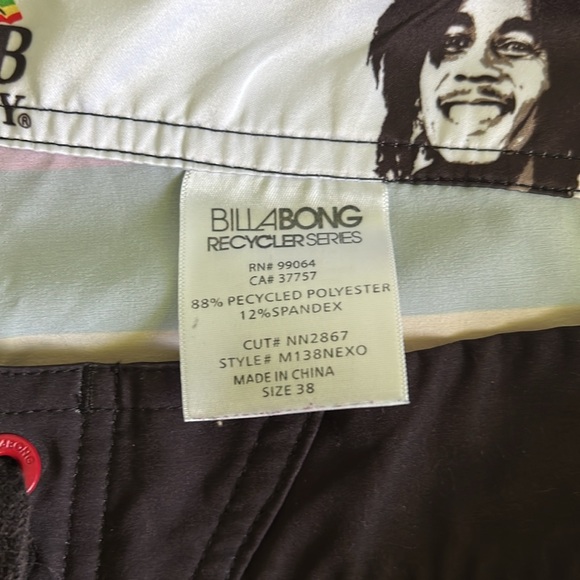 B
Y®
BILLABONG
RECYCLER SERIES
RN# 99064
CA# 37757
88% PECYCLED POLYESTER
12%SPANDEX
CUT# NN2867
STYLE# M138NEXO
MADE IN CHINA
SIZE 38
ABONG